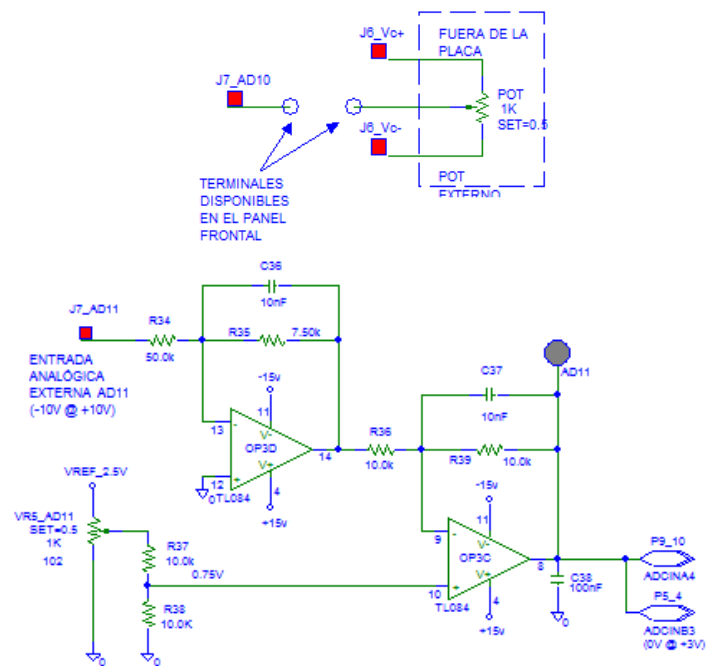 J6_Vo+
FUERA DE LA
PLACA
J7_AD10
POT
1K
SET=0.5
J6_Vo-
TERMINALES
DISPONIBLES
EN EL PANEL
FRONTAL
POT
EXTERNO
C36
10nF
J7_AD11
R34
50.0k
R35
7.50k
ENTRADA
ANALÓGICA
EXTERNA AD11
(-10V @ +10V)
-15v
11
13
-
V-
OP3D
14
V+
12
+
0
TL084
4
+15v
C37
10nF
AD11
R36
10.0k
R39
10.0k
VREF_2.5V
VR5_AD11
SET=0.5
1K
102
R37
10.0k
0.75V
R38
10.0K
0
0
-15v
11
9
-
V-
OP3C
8
V+
10
+
TL084
4
+15v
C38
100nF
0
P9_10
ADCINA4
P5_4
ADCINB3
(0V @ +3V)